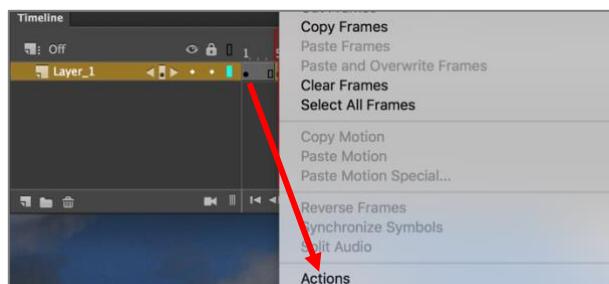 Timeline
Off
1
5
Layer_1
Copy Frames
Paste Frames
Paste and Overwrite Frames
Clear Frames
Select All Frames
Copy Motion
Paste Motion
Paste Motion Special...
Reverse Frames
Synchronize Symbols
Split Audio
Actions